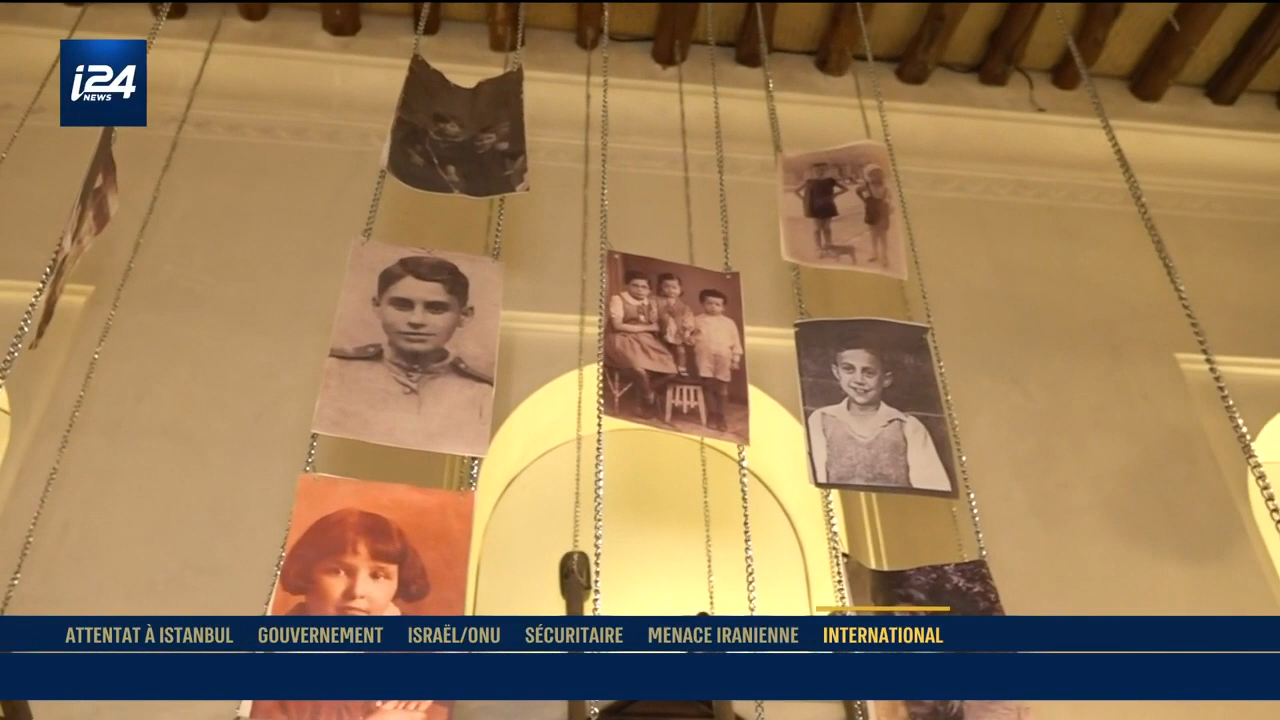 i24
NEWS
ATTENTAT À ISTANBUL GOUVERNEMENT ISRAËL/ONU SÉCURITAIRE MENACE IRANIENNE INTERNATIONAL